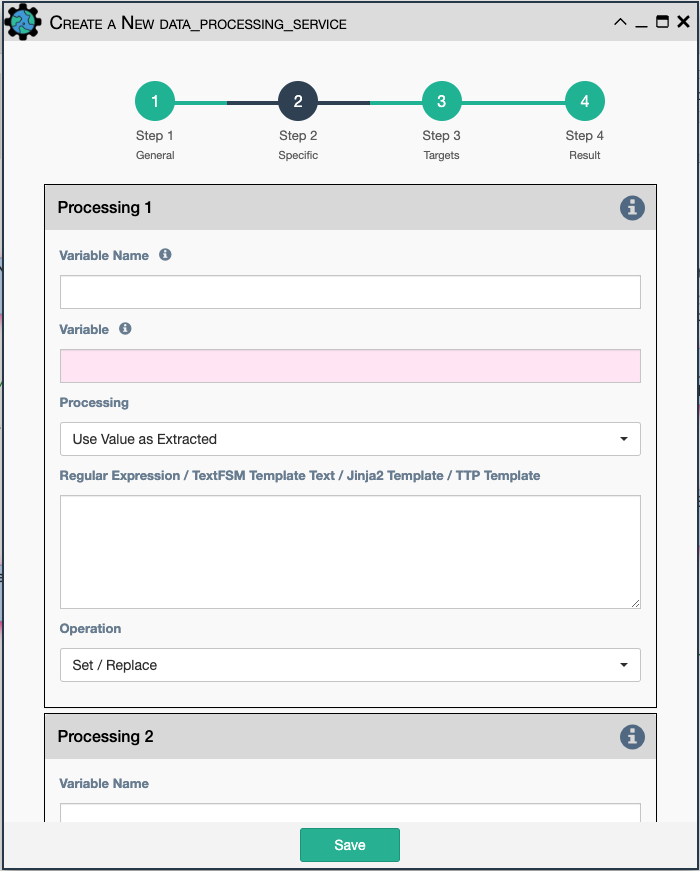 Create a New data_processing_service
1
2
3
4
Step 1
Step 2
Step 3
Step 4
General
Specific
Targets
Result
Processing 1
Variable Name
Variable
Processing
Use Value as Extracted
Regular Expression / TextFSM Template Text / Jinja2 Template / TTP Template
Operation
Set / Replace
Processing 2
Variable Name
Save